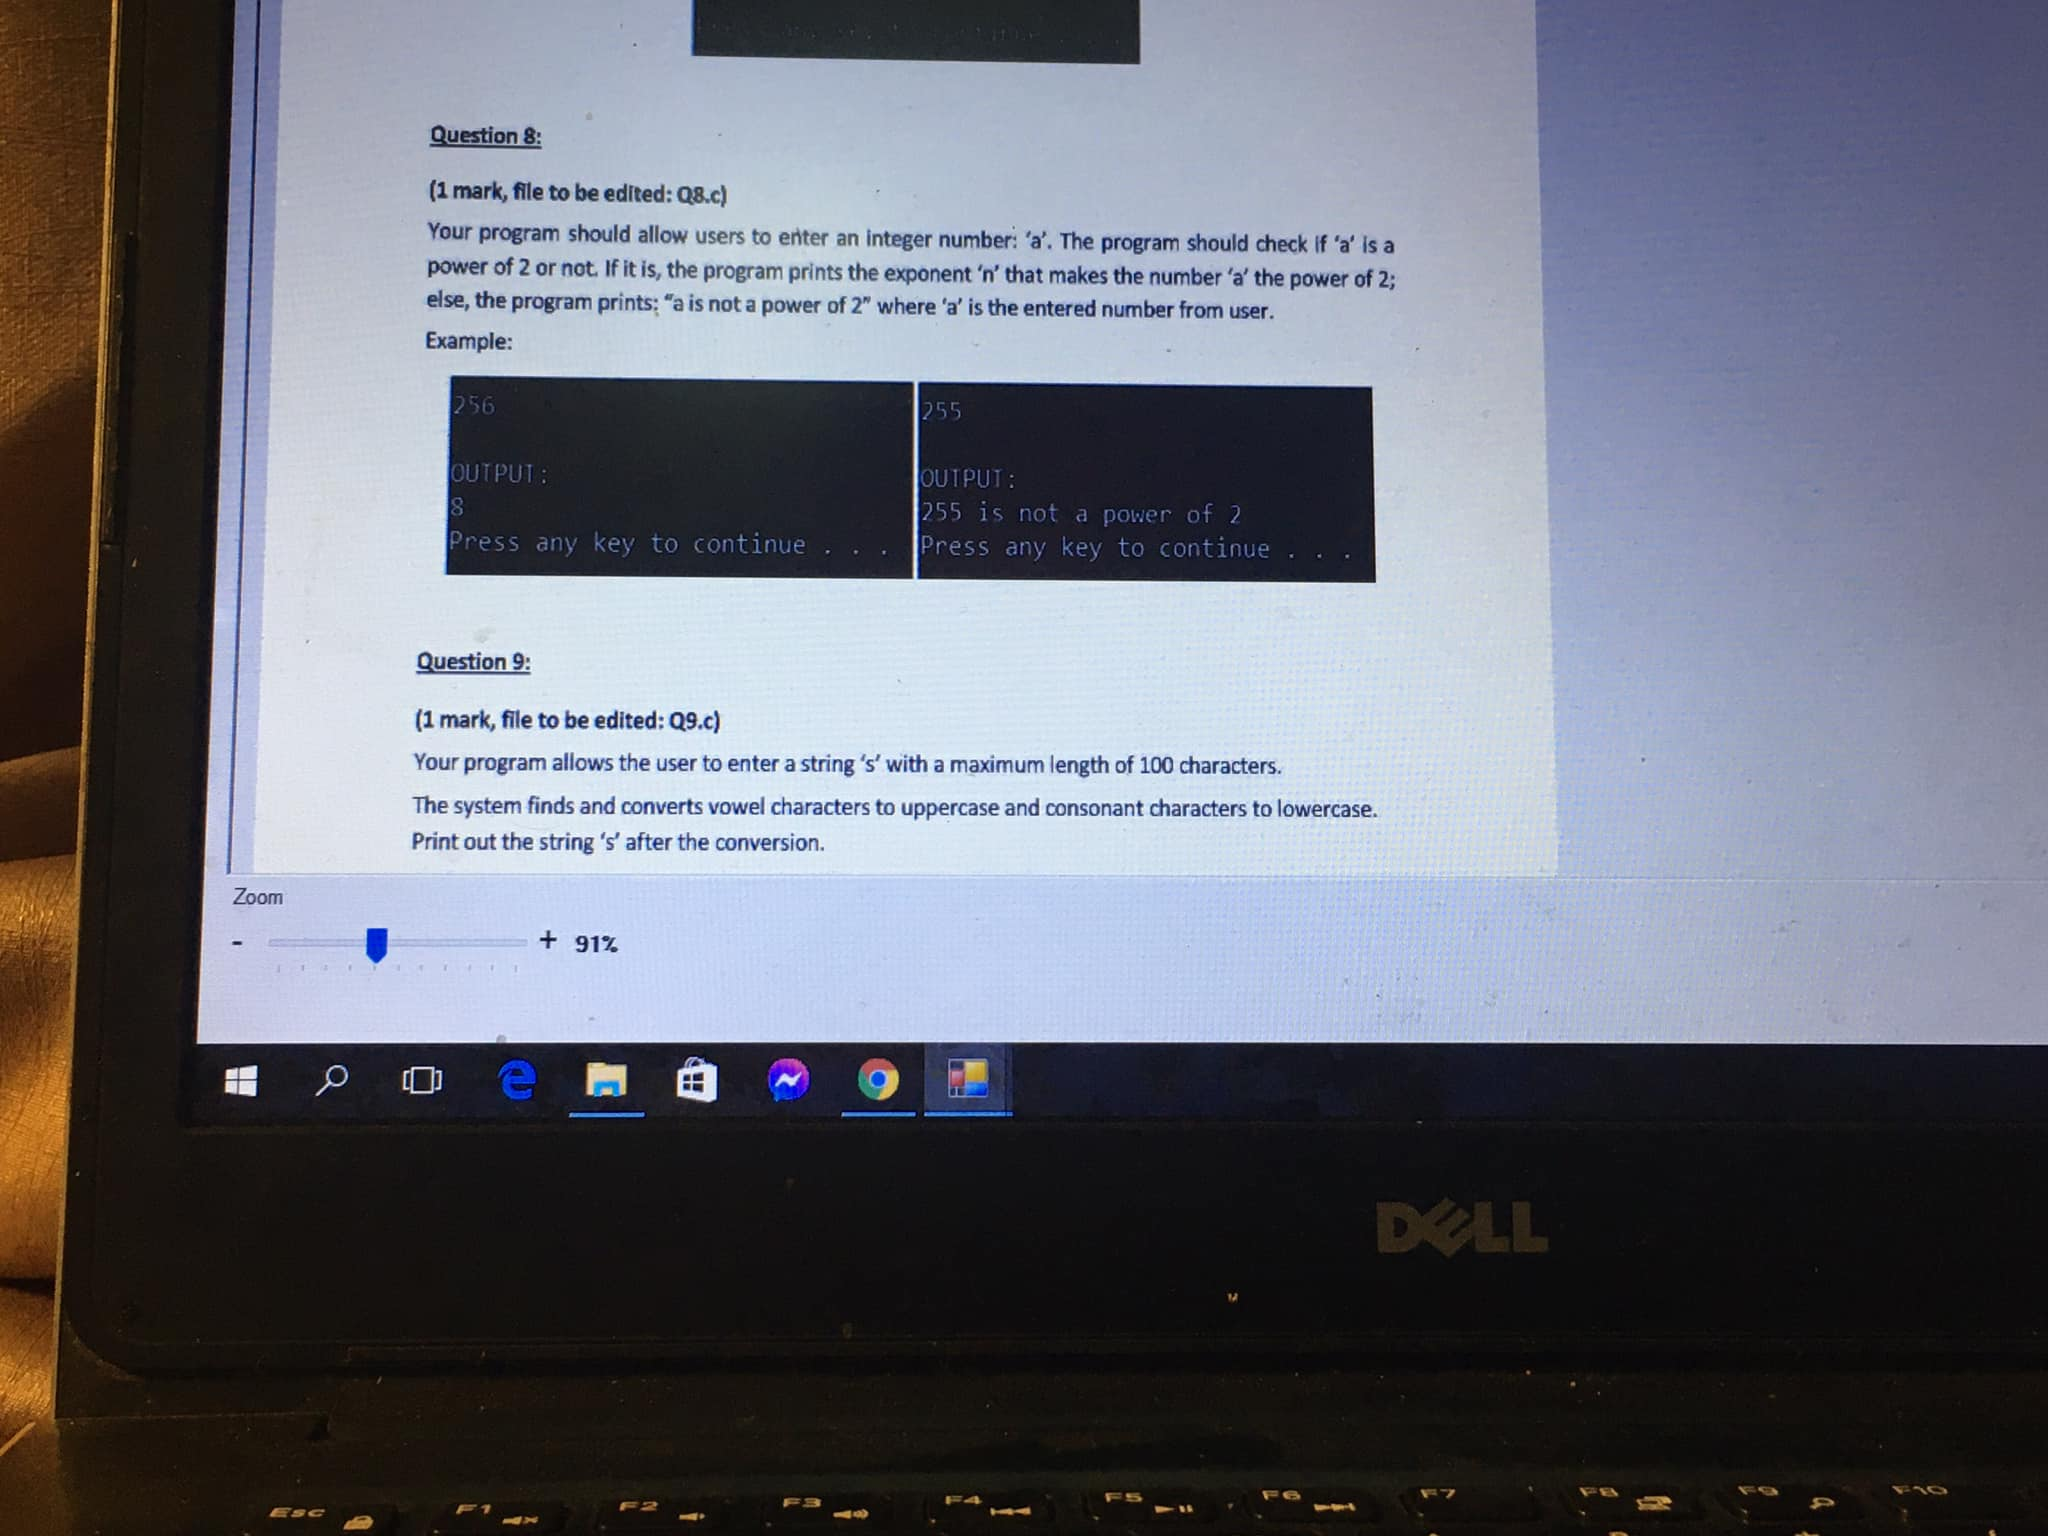 Question 8:
(1 mark, file to be edited: Q8.c)
Your program should allow users to enter an integer number: ‘a’. The program should check if ‘a’ is a
power of 2 or not. If it is, the program prints the exponent ‘n’ that makes the number ‘a’ the power of 2;
else, the program prints: “a is not a power of 2” where ‘a’ is the entered number from user.
Example:
256
OUTPUT:
8
Press any key to continue . . .
255
OUTPUT:
255 is not a power of 2
Press any key to continue . . .
Question 9:
(1 mark, file to be edited: Q9.c)
Your program allows the user to enter a string ‘s’ with a maximum length of 100 characters.
The system finds and converts vowel characters to uppercase and consonant characters to lowercase.
Print out the string ‘s’ after the conversion.
Zoom
- + 91%
DELL
Esc F1 F2 F3 F4 F5 F6 F7 F8 F9 F10